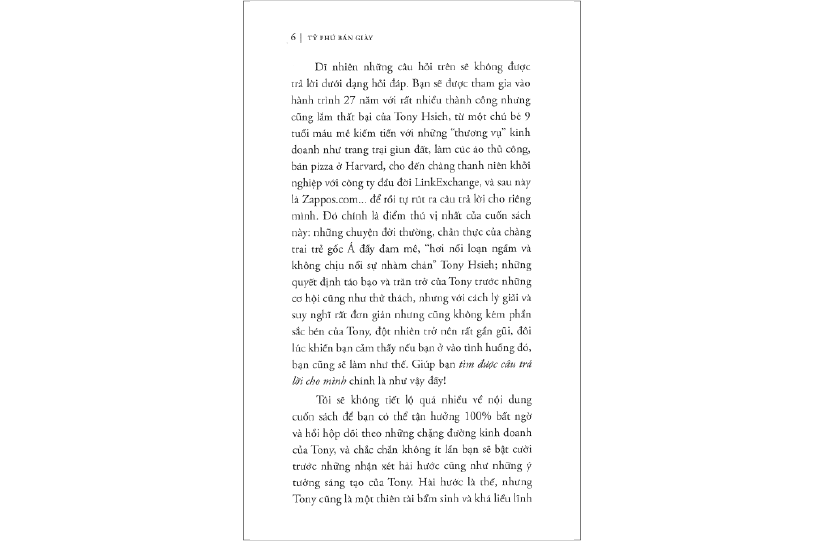 6 | TỶ PHÚ BÁN GIÀY
Dĩ nhiên những câu hỏi trên sẽ không được
trả lời dưới dạng hỏi đáp. Bạn sẽ được tham gia vào
hành trình 27 năm với rất nhiều thành công nhưng
cũng lắm thất bại của Tony Hsieh, từ một chú bé 9
tuổi máu mê kiếm tiền với những “thương vụ” kinh
doanh như trang trại giun đất, làm cúc áo thủ công,
bán pizza ở Harvard, cho đến chàng thanh niên khởi
nghiệp với công ty đầu đời LinkExchange, và sau này
là Zappos.com... để rồi tự rút ra câu trả lời cho riêng
mình. Đó chính là điểm thú vị nhất của cuốn sách
này: những chuyện đời thường, chân thực của chàng
trai trẻ gốc Á đầy đam mê, “hơi nổi loạn ngầm và
không chịu nổi sự nhàm chán” Tony Hsieh; những
quyết định táo bạo và trăn trở của Tony trước những
cơ hội cũng như thử thách, nhưng với cách lý giải và
suy nghĩ rất đơn giản nhưng cũng không kém phần
sắc bén của Tony, đột nhiên trở nên rất gần gũi, đôi
lúc khiến bạn cảm thấy nếu bạn ở vào tình huống đó,
bạn cũng sẽ làm như thế. Giúp bạn tìm được câu trả
lời cho mình chính là như vậy đấy!
Tôi sẽ không tiết lộ quá nhiều về nội dung
cuốn sách để bạn có thể tận hưởng 100% bất ngờ
và hồi hộp dõi theo những chặng đường kinh doanh
của Tony, và chắc chắn không ít lần bạn sẽ bật cười
trước những nhận xét hài hước cũng như những ý
tưởng sáng tạo của Tony. Hài hước là thế, nhưng
Tony cũng là một thiên tài bẩm sinh và khá liều lĩnh